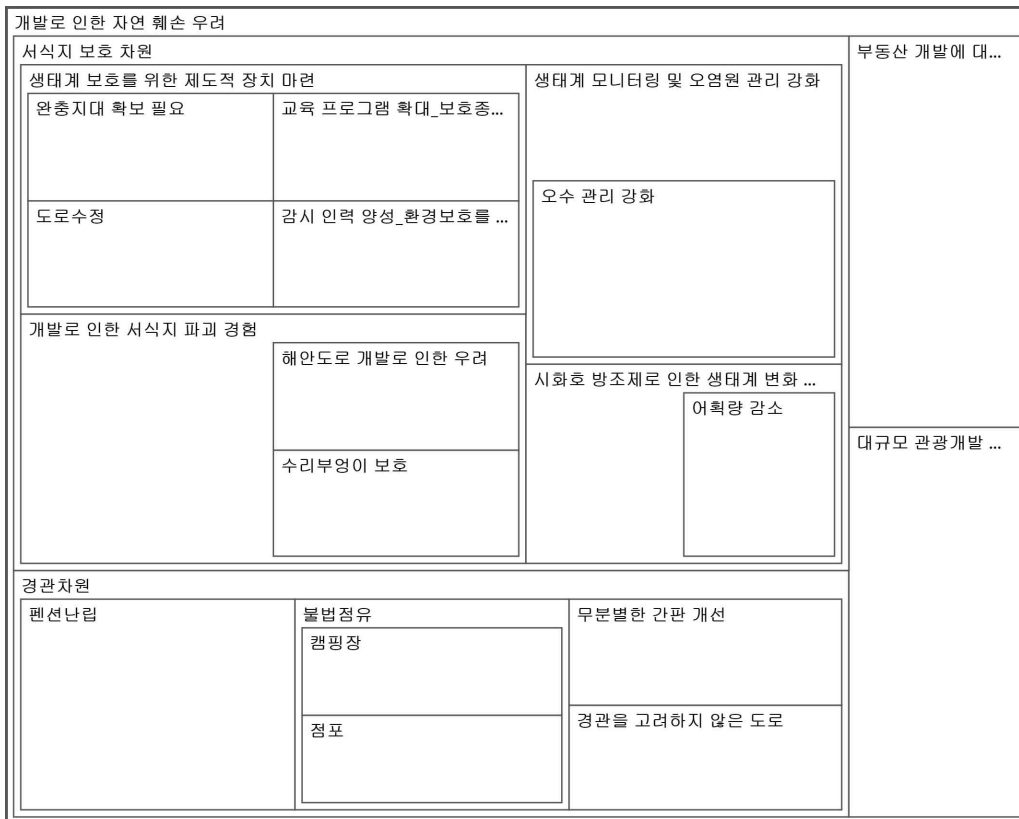 개발로 인한 자연 훼손 우려
서식지 보호 차원
생태계 보호를 위한 제도적 장치 마련
완충지대 확보 필요
교육 프로그램 확대_보호종...
도로수정
감시 인력 양성_환경보호를 ...
생태계 모니터링 및 오염원 관리 강화
오수 관리 강화
개발로 인한 서식지 파괴 경험
해안도로 개발로 인한 우려
수리부엉이 보호
시화호 방조제로 인한 생태계 변화 ...
어획량 감소
경관차원
펜션난립
불법점유
캠핑장
점포
무분별한 간판 개선
경관을 고려하지 않은 도로
부동산 개발에 대...
대규모 관광개발 ...